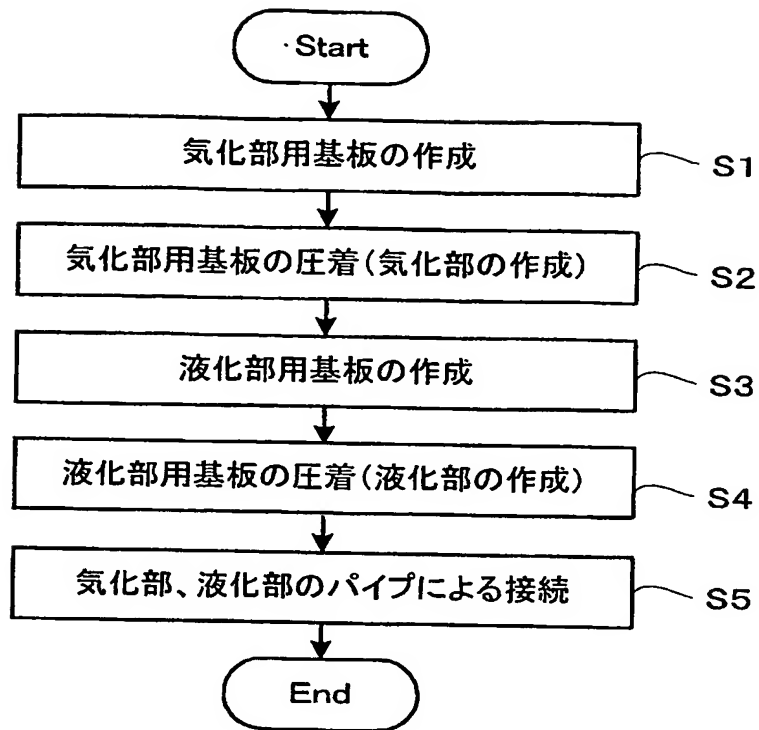 Start
気化部用基板の作成
S1
気化部用基板の圧着(気化部の作成)
S2
液化部用基板の作成
S3
液化部用基板の圧着(液化部の作成)
S4
気化部、液化部のパイプによる接続
S5
End